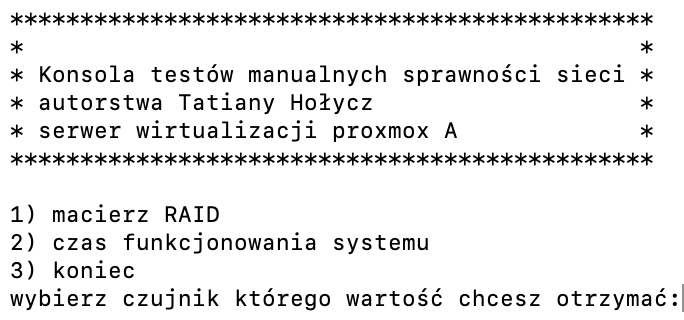 **********************************************
*                                            *
* Konsola testów manualnych sprawności sieci *
* autorstwa Tatiany Hołycz                   *
* serwer wirtualizacji proxmox A             *
**********************************************
1) macierz RAID
2) czas funkcjonowania systemu
3) koniec
wybierz czujnik którego wartość chcesz otrzymać: